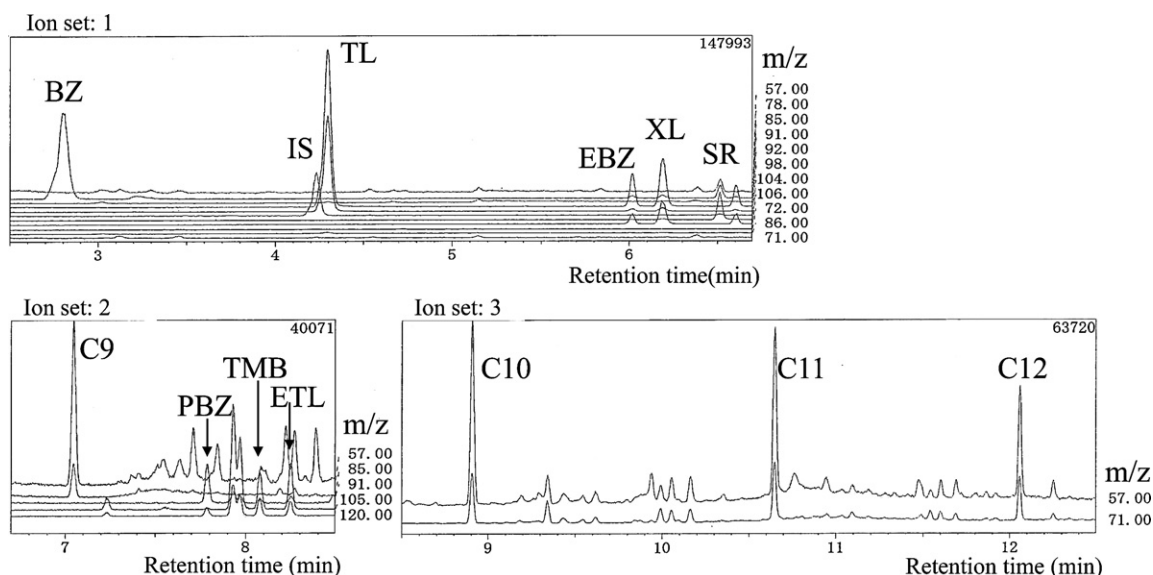 Ion set: 1
147993
BZ
IS
TL
EBZ
XL
SR
m/z
57.00
78.00
85.00
91.00
92.00
98.00
104.00
106.00
72.00
86.00
71.00
3
4
5
6
Retention time(min)
Ion set: 2
40071
C9
PBZ
TMB
ETL
m/z
57.00
85.00
91.00
105.00
120.00
7
8
Retention time (min)
Ion set: 3
63720
C10
C11
C12
m/z
57.00
71.00
9
10
11
12
Retention time (min)